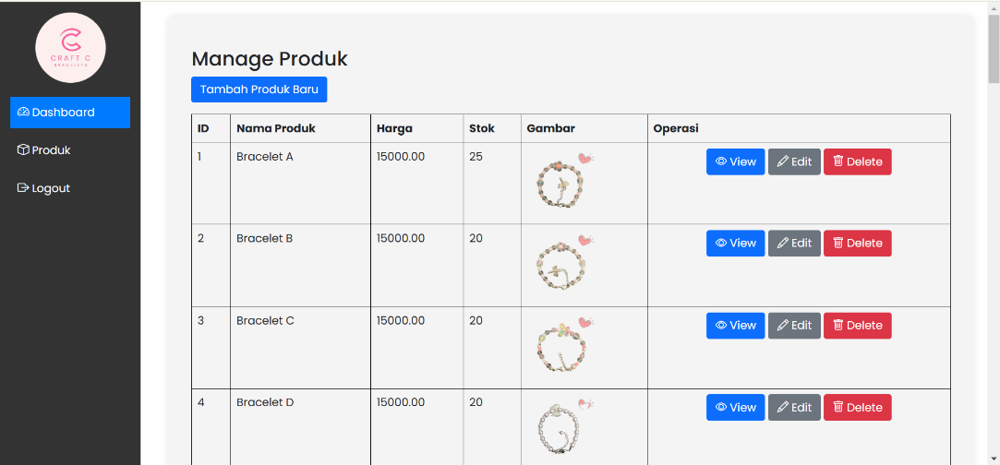 CRAFT C
BRACELETS
Dashboard
Produk
Logout
Manage Produk
Tambah Produk Baru
ID Nama Produk Harga Stok Gambar Operasi
1 Bracelet A 15000.00 25 View Edit Delete
2 Bracelet B 15000.00 20 View Edit Delete
3 Bracelet C 15000.00 20 View Edit Delete
4 Bracelet D 15000.00 20 View Edit Delete